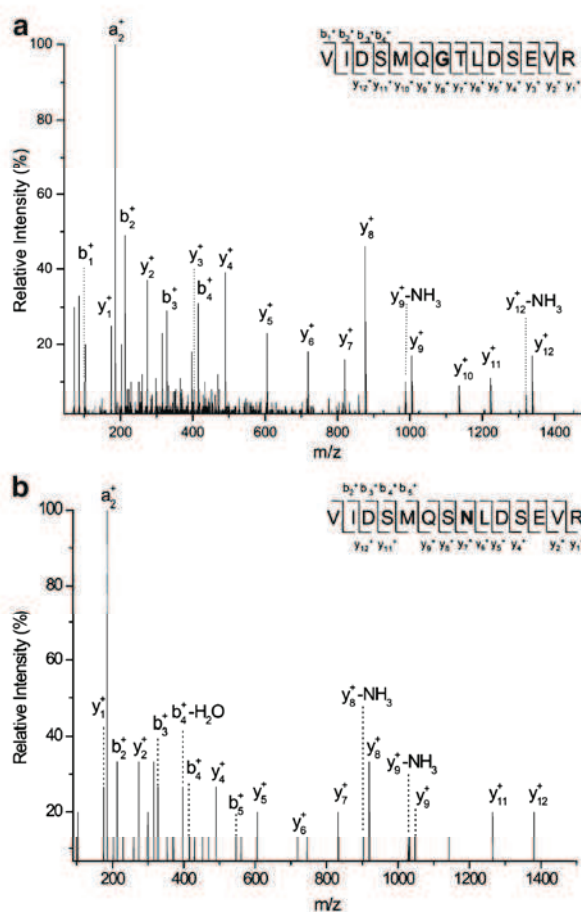 a
b₁⁺ b₂⁺ b₃⁺ b₄⁺
VIDSMQGTLDSEVR
y₁₂⁺ y₁₁⁺ y₁₀⁺ y₉⁺ y₈⁺ y₇⁺ y₆⁺ y₅⁺ y₄⁺ y₃⁺ y₂⁺ y₁⁺
Relative Intensity (%)
100
80
60
40
20
a₂⁺
b₁⁺
y₁⁺
b₂⁺
y₂⁺
b₃⁺
y₃⁺
b₄⁺
y₄⁺
y₅⁺
y₆⁺
y₇⁺
y₈⁺
y₉⁺-NH₃
y₉⁺
y₁₀⁺
y₁₁⁺
y₁₂⁺-NH₃
y₁₂⁺
200 400 600 800 1000 1200 1400
m/z
b
b₂⁺ b₃⁺ b₄⁺ b₅⁺
VIDSMQSNLDSEVR
y₁₂⁺ y₁₁⁺ y₉⁺ y₈⁺ y₇⁺ y₆⁺ y₅⁺ y₄⁺ y₂⁺ y₁⁺
Relative Intensity (%)
100
80
60
40
20
a₂⁺
y₁⁺
b₂⁺
y₂⁺
b₃⁺
b₄⁺-H₂O
b₄⁺
y₄⁺
b₅⁺
y₅⁺
y₆⁺
y₇⁺
y₈⁺-NH₃
y₈⁺
y₉⁺-NH₃
y₉⁺
y₁₁⁺
y₁₂⁺
200 400 600 800 1000 1200 1400
m/z